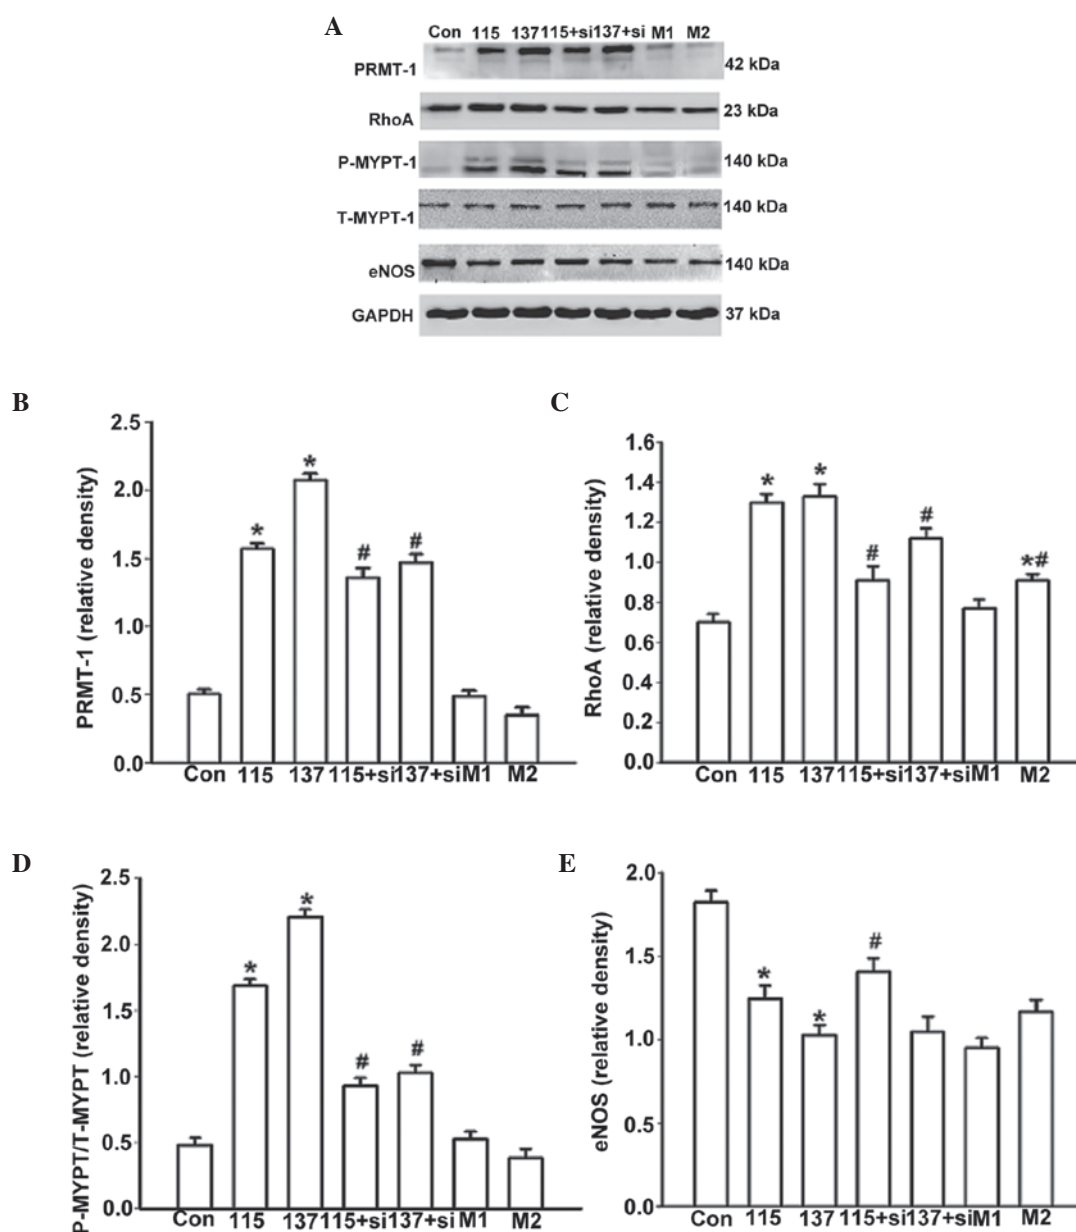 A
Con 115 137 115+si 137+si M1 M2
PRMT-1 42 kDa
RhoA 23 kDa
P-MYPT-1 140 kDa
T-MYPT-1 140 kDa
eNOS 140 kDa
GAPDH 37 kDa
B
PRMT-1 (relative density)
2.5
2.0
1.5
1.0
0.5
0.0
*
*
#
#
Con 115 137 115+si 137+si M1 M2
C
RhoA (relative density)
1.6
1.4
1.2
1.0
0.8
0.6
0.4
0.2
0.0
*
*
#
#
*#
Con 115 137 115+si 137+si M1 M2
D
P-MYPT/T-MYPT (relative density)
2.5
2.0
1.5
1.0
0.5
0.0
*
*
#
#
Con 115 137 115+si 137+si M1 M2
E
eNOS (relative density)
2.0
1.5
1.0
0.5
0.0
*
*
#
Con 115 137 115+si 137+si M1 M2